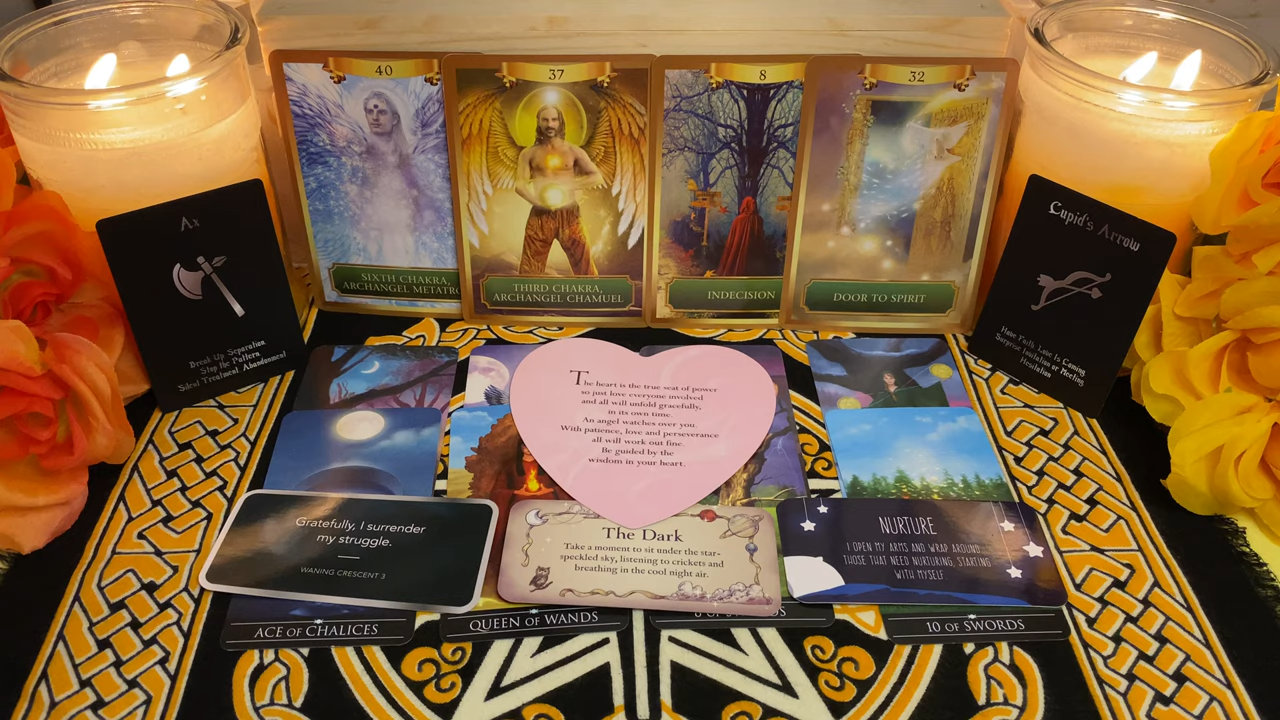 40
37
8
32
SIXTH CHAKRA,
ARCHANGEL METATRO
THIRD CHAKRA,
ARCHANGEL CHAMUEL
INDECISION
DOOR TO SPIRIT
Ax
Break Up Separation
Stop the Pattern
Silent Treatment Abandonment
Cupid's Arrow
Have Faith Love Is Coming
Surprise Invitation or Meeting
Hesitation
The heart is the true seat of power
so just love everyone involved
and all will unfold gracefully,
in its own time.
An angel watches over you.
With patience, love and perseverance
all will work out fine.
Be guided by the
wisdom in your heart.
Gratefully, I surrender
my struggle.
WANING CRESCENT 3
The Dark
Take a moment to sit under the star-
speckled sky, listening to crickets and
breathing in the cool night air.
NURTURE
I OPEN MY ARMS AND WRAP AROUND
THOSE THAT NEED NURTURING, STARTING
WITH MYSELF.
ACE OF CHALICES
QUEEN OF WANDS
10 OF SWORDS